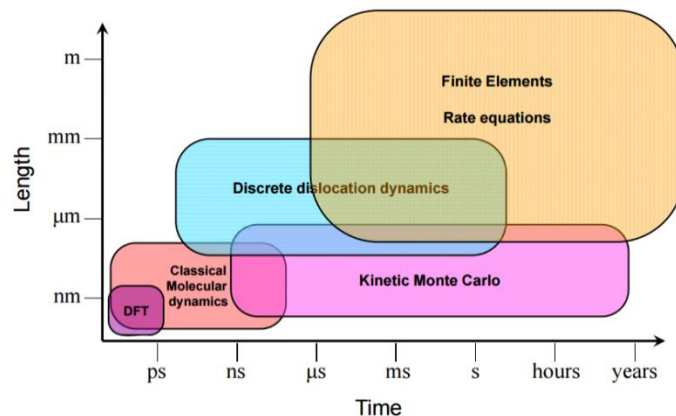 m
Finite Elements
Rate equations
mm
Discrete dislocation dynamics
Length
μm
Classical
Molecular
dynamics
Kinetic Monte Carlo
nm
DFT
ps ns μs ms s hours years
Time